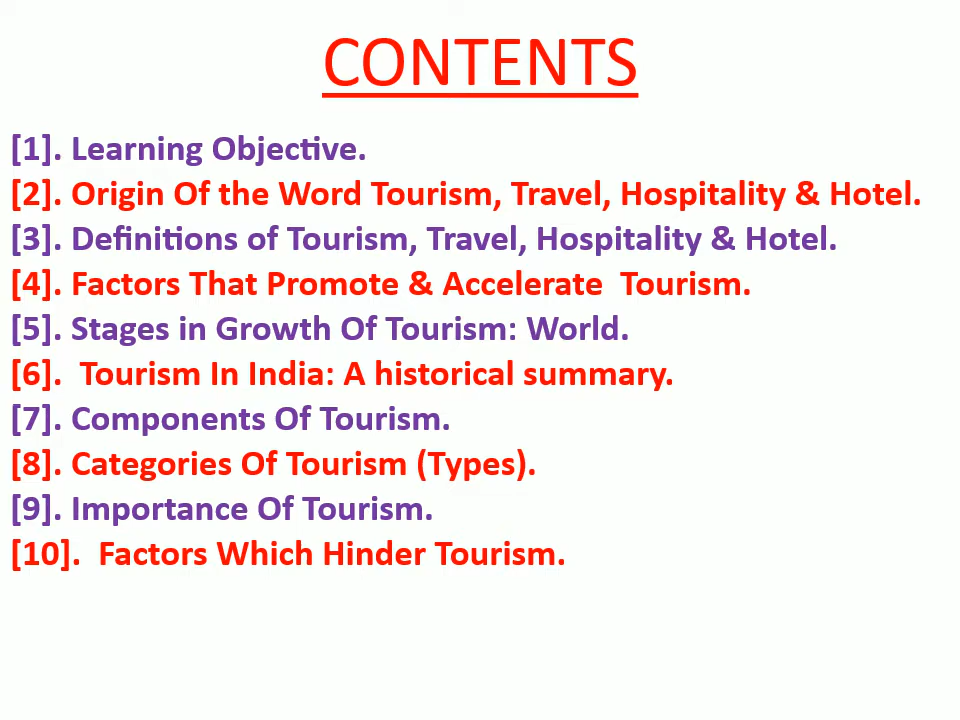 CONTENTS
[1]. Learning Objective.
[2]. Origin Of the Word Tourism, Travel, Hospitality & Hotel.
[3]. Definitions of Tourism, Travel, Hospitality & Hotel.
[4]. Factors That Promote & Accelerate  Tourism.
[5]. Stages in Growth Of Tourism: World.
[6].  Tourism In India: A historical summary.
[7]. Components Of Tourism.
[8]. Categories Of Tourism (Types).
[9]. Importance Of Tourism.
[10].  Factors Which Hinder Tourism.